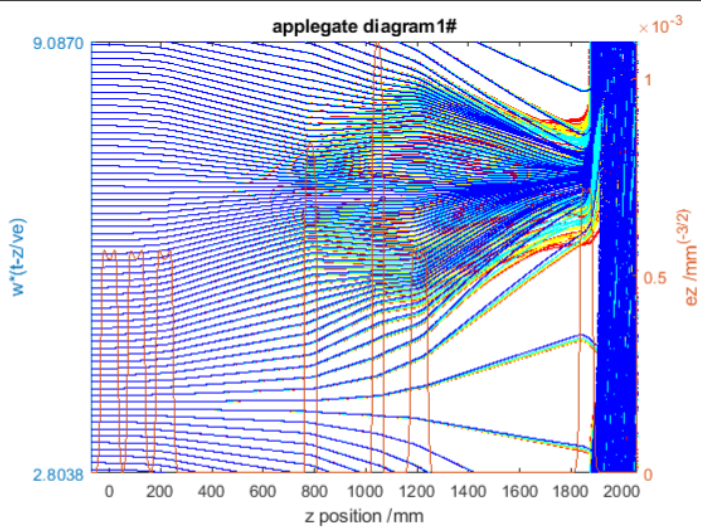 applegate diagram1#
×10⁻³
9.0870
1
w*(t-z/ve)
0.5
ez /mm^(-3/2)
2.8038
0
0 200 400 600 800 1000 1200 1400 1600 1800 2000
z position /mm